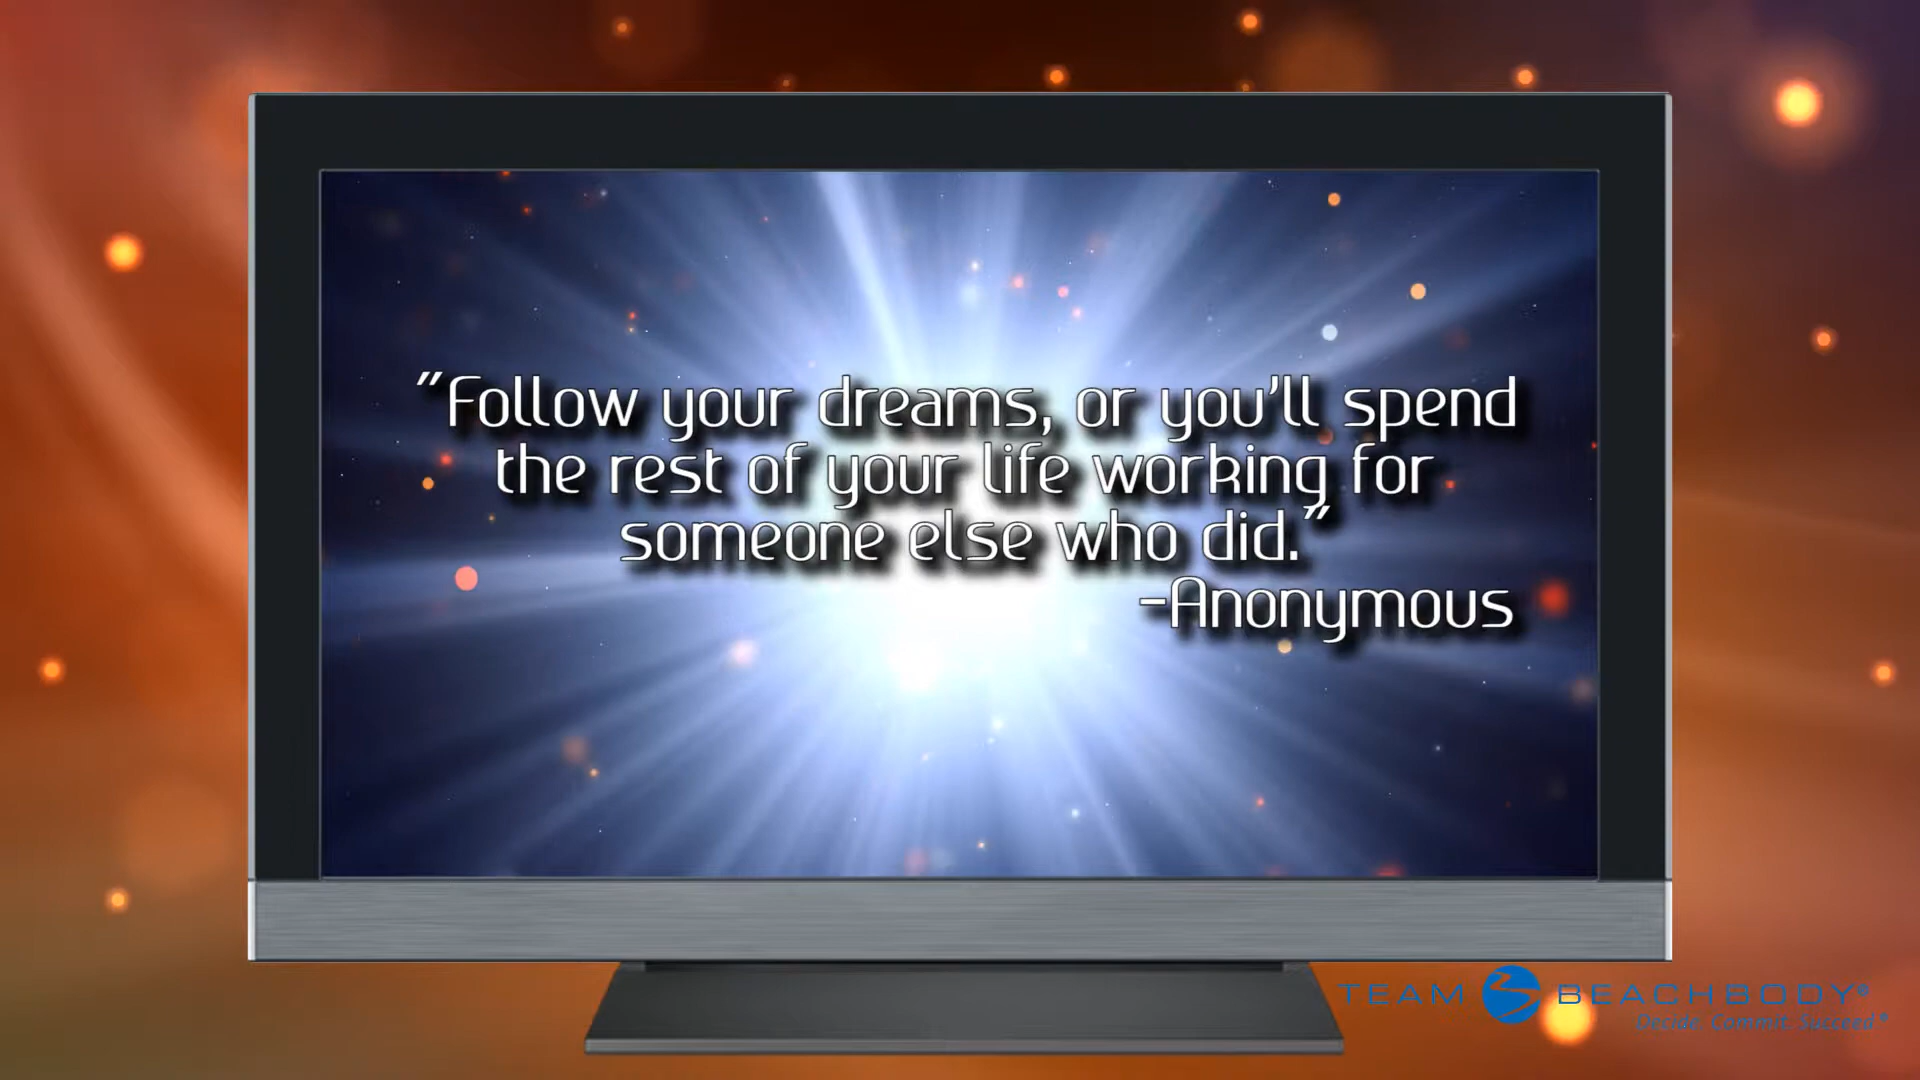 "Follow your dreams, or you'll spend
the rest of your life working for
someone else who did."
-Anonymous
TEAM BEACHBODY®
Decide. Commit. Succeed.®